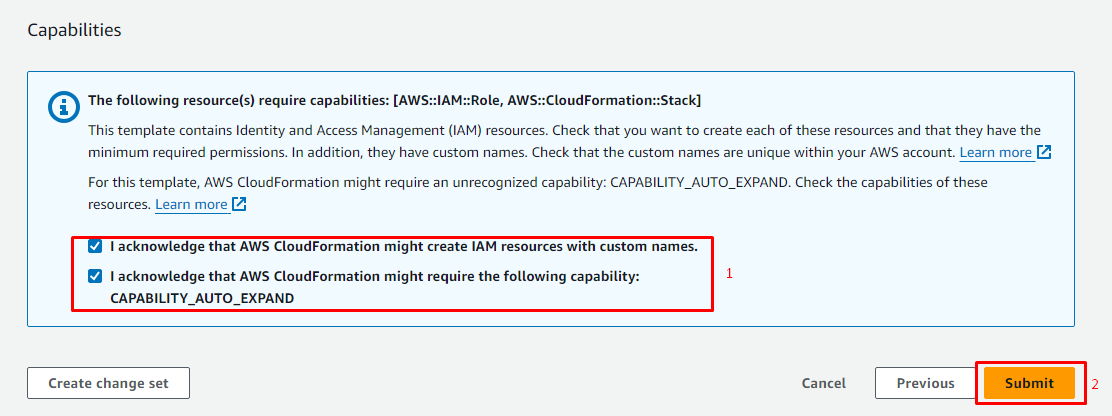 Capabilities
The following resource(s) require capabilities: [AWS::IAM::Role, AWS::CloudFormation::Stack]
This template contains Identity and Access Management (IAM) resources. Check that you want to create each of these resources and that they have the
minimum required permissions. In addition, they have custom names. Check that the custom names are unique within your AWS account. Learn more
For this template, AWS CloudFormation might require an unrecognized capability: CAPABILITY_AUTO_EXPAND. Check the capabilities of these
resources. Learn more
I acknowledge that AWS CloudFormation might create IAM resources with custom names.
I acknowledge that AWS CloudFormation might require the following capability:
CAPABILITY_AUTO_EXPAND
1
Create change set
Cancel
Previous
Submit
2